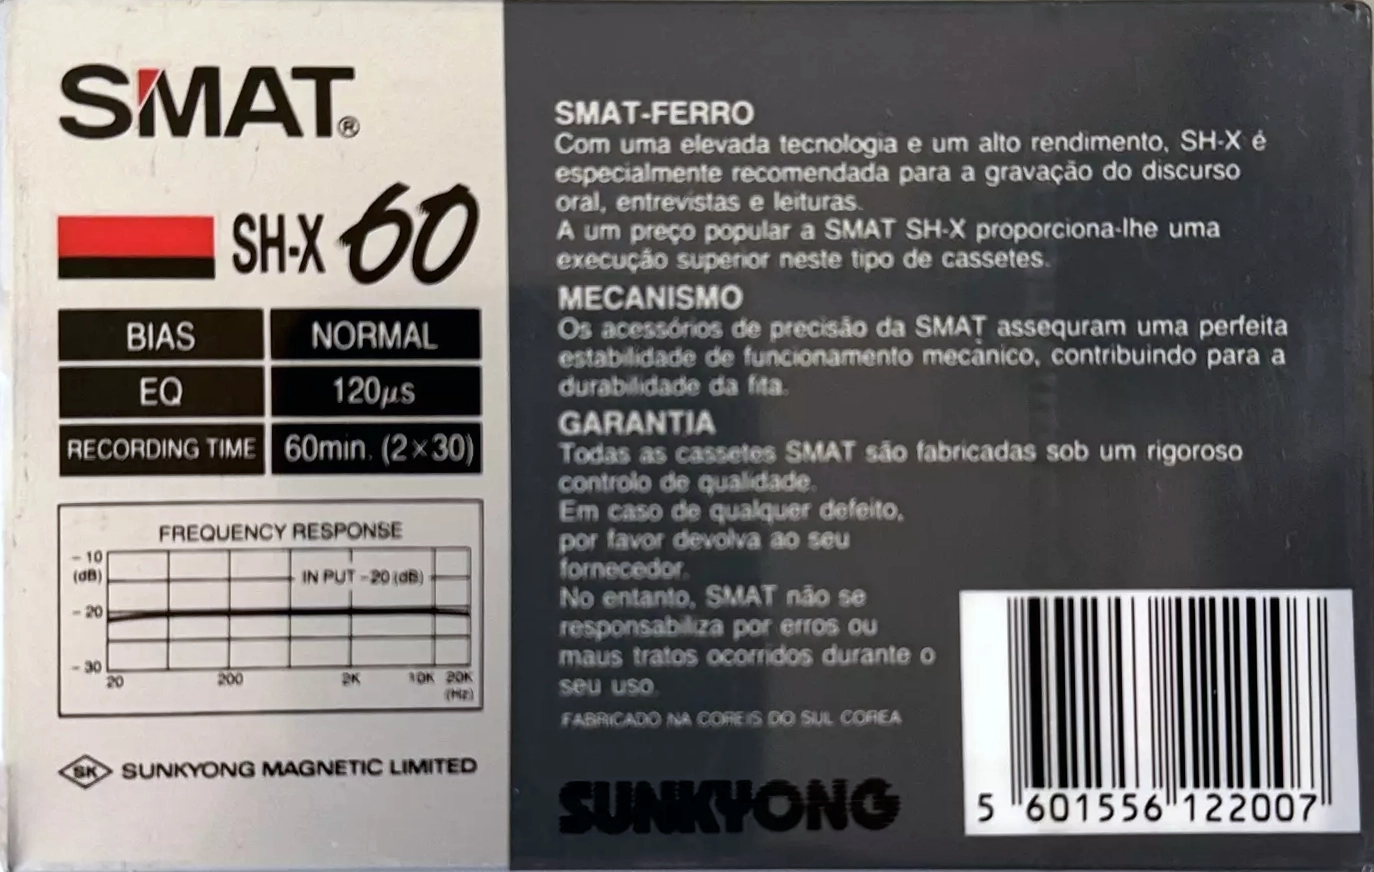 SMAT®
SH-X 60
BIAS NORMAL
EQ 120µs
RECORDING TIME 60min. (2×30)
FREQUENCY RESPONSE
-10
(dB)
IN PUT -20 (dB)
-20
-30
20 200 2K 10K 20K
(Hz)
SK SUNKYONG MAGNETIC LIMITED
SMAT-FERRO
Com uma elevada tecnologia e um alto rendimento, SH-X é
especialmente recomendada para a gravação do discurso
oral, entrevistas e leituras.
A um preço popular a SMAT SH-X proporciona-lhe uma
execução superior neste tipo de cassetes.
MECANISMO
Os acessórios de precisão da SMAT assequram uma perfeita
estabilidade de funcionamento mecânico, contribuindo para a
durabilidade da fita.
GARANTIA
Todas as cassetes SMAT são fabricadas sob um rigoroso
controlo de qualidade.
Em caso de qualquer defeito,
por favor devolva ao seu
fornecedor.
No entanto, SMAT não se
responsabiliza por erros ou
maus tratos ocorridos durante o
seu uso.
FABRICADO NA DO SUL COREA
SUNKYONG
5 601556 122007